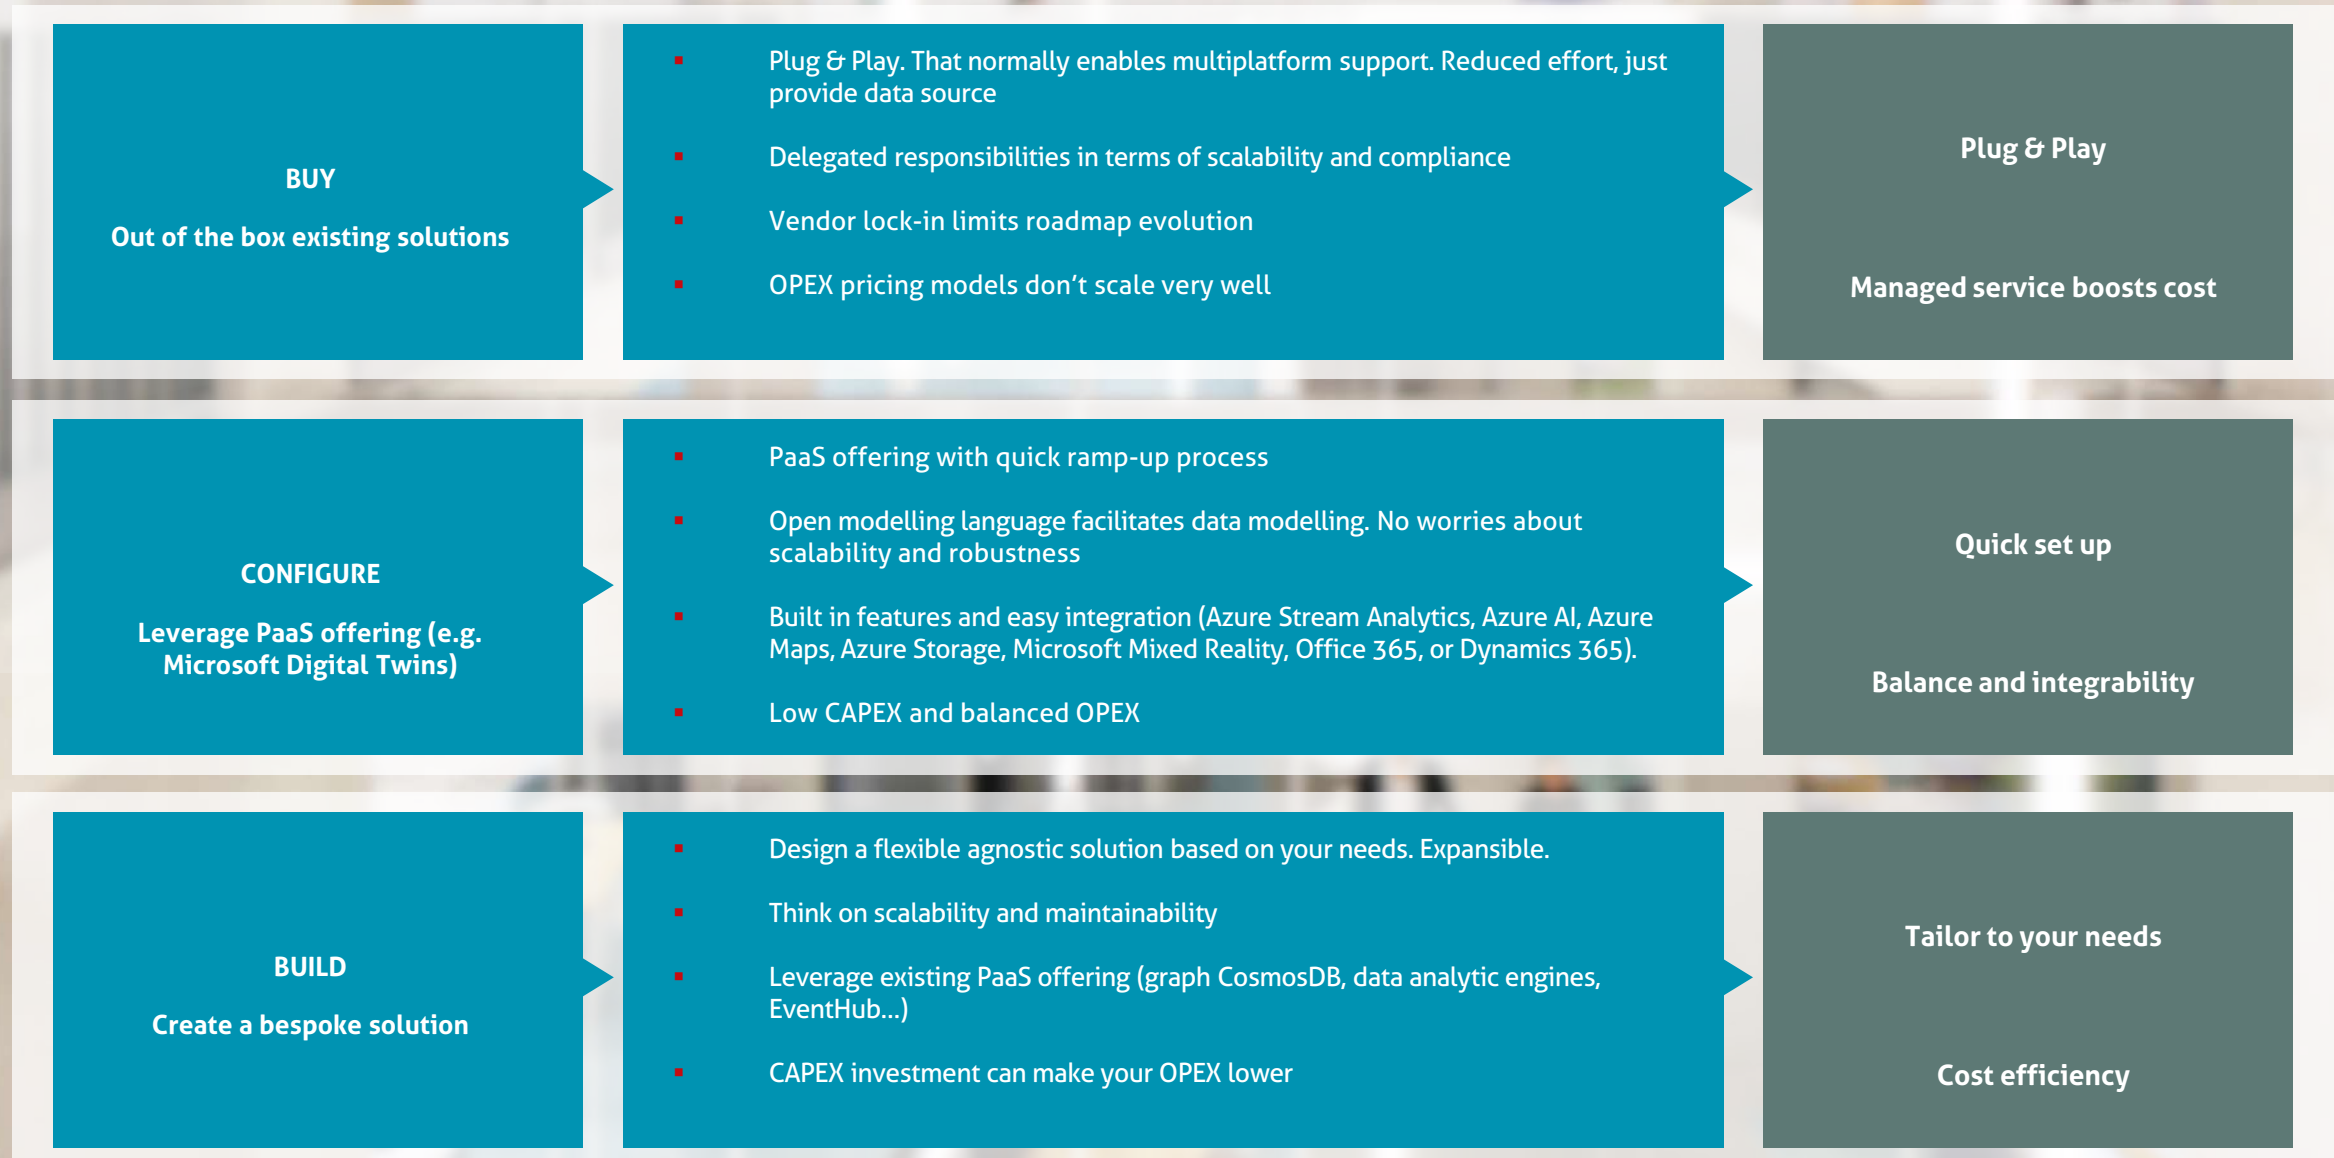 BUY
Out of the box existing solutions
▪ Plug & Play. That normally enables multiplatform support. Reduced effort, just
provide data source
▪ Delegated responsibilities in terms of scalability and compliance
▪ Vendor lock-in limits roadmap evolution
▪ OPEX pricing models don’t scale very well
Plug & Play
Managed service boosts cost
CONFIGURE
Leverage PaaS offering (e.g.
Microsoft Digital Twins)
▪ PaaS offering with quick ramp-up process
▪ Open modelling language facilitates data modelling. No worries about
scalability and robustness
▪ Built in features and easy integration (Azure Stream Analytics, Azure AI, Azure
Maps, Azure Storage, Microsoft Mixed Reality, Office 365, or Dynamics 365).
▪ Low CAPEX and balanced OPEX
Quick set up
Balance and integrability
BUILD
Create a bespoke solution
▪ Design a flexible agnostic solution based on your needs. Expansible.
▪ Think on scalability and maintainability
▪ Leverage existing PaaS offering (graph CosmosDB, data analytic engines,
EventHub...)
▪ CAPEX investment can make your OPEX lower
Tailor to your needs
Cost efficiency